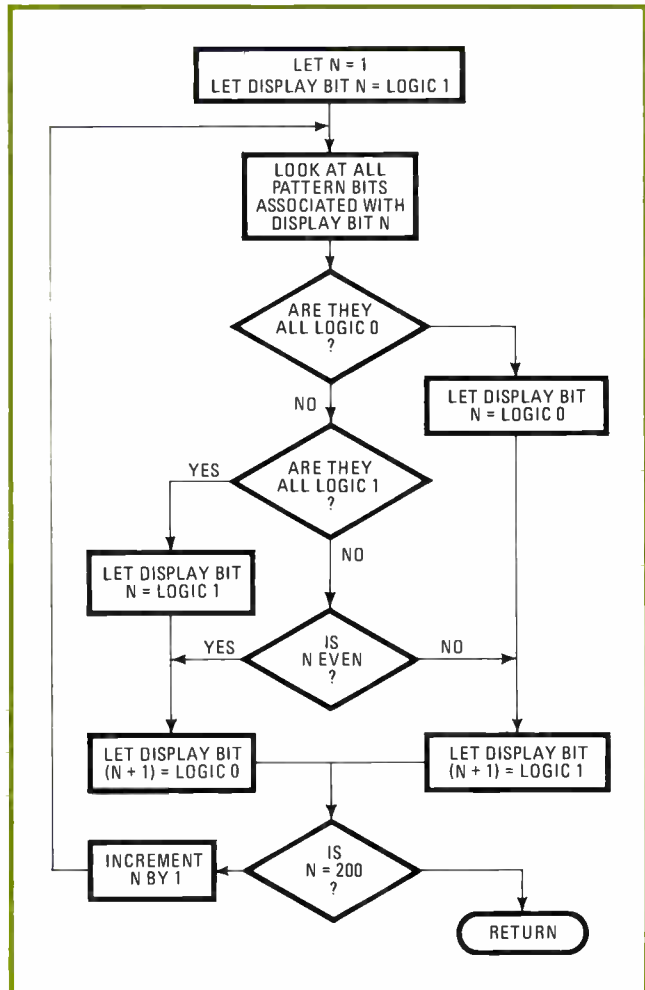 LET N = 1
LET DISPLAY BIT N = LOGIC 1
LOOK AT ALL
PATTERN BITS
ASSOCIATED WITH
DISPLAY BIT N
ARE THEY
ALL LOGIC 0
?
LET DISPLAY BIT
N = LOGIC 0
NO
ARE THEY
ALL LOGIC 1
?
YES
NO
LET DISPLAY BIT
N = LOGIC 1
IS
N EVEN
?
YES
NO
LET DISPLAY BIT
(N + 1) = LOGIC 0
LET DISPLAY BIT
(N + 1) = LOGIC 1
IS
N = 200
?
INCREMENT
N BY 1
RETURN